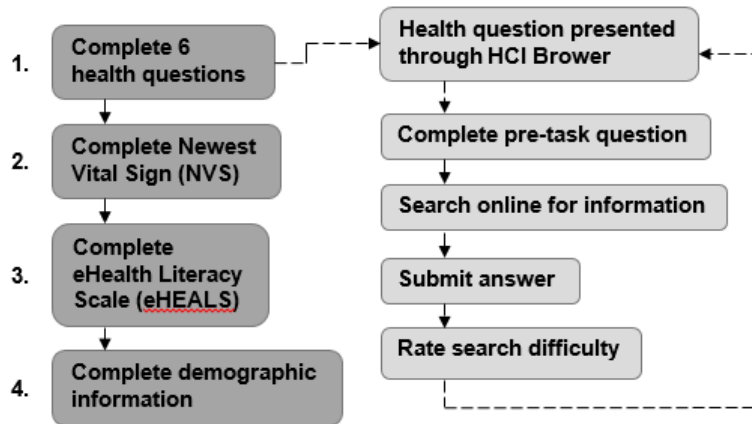 1.
Complete 6
health questions
2.
Complete Newest
Vital Sign (NVS)
3.
Complete
eHealth Literacy
Scale (eHEALS)
4.
Complete demographic
information
Health question presented
through HCI Brower
Complete pre-task question
Search online for information
Submit answer
Rate search difficulty